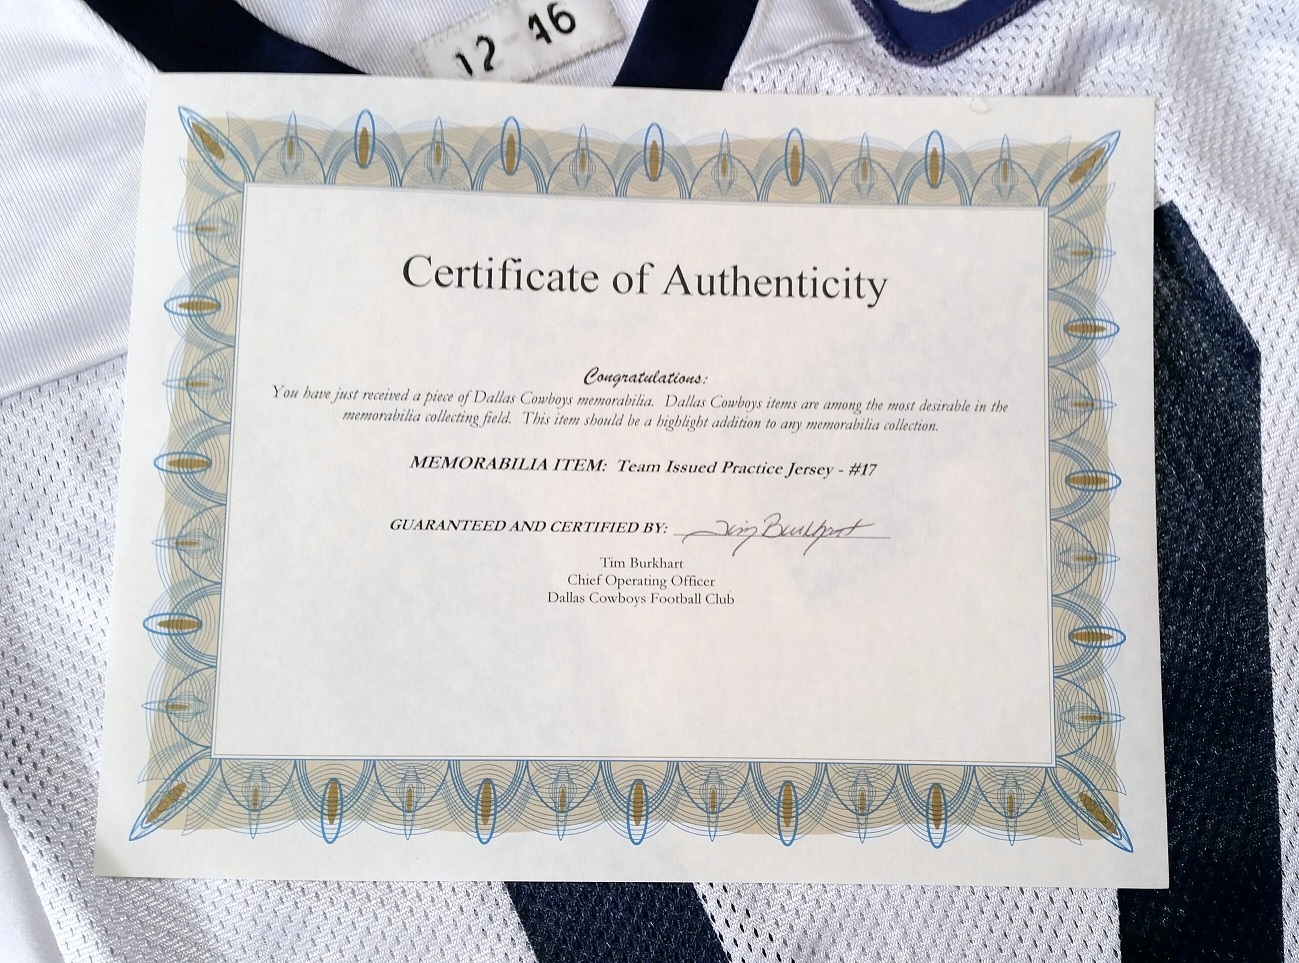 12-46
Certificate of Authenticity
Congratulations:
You have just received a piece of Dallas Cowboys memorabilia. Dallas Cowboys items are among the most desirable in the
memorabilia collecting field. This item should be a highlight addition to any memorabilia collection.
MEMORABILIA ITEM: Team Issued Practice Jersey - #17
GUARANTEED AND CERTIFIED BY: Tim Burkhart
Tim Burkhart
Chief Operating Officer
Dallas Cowboys Football Club